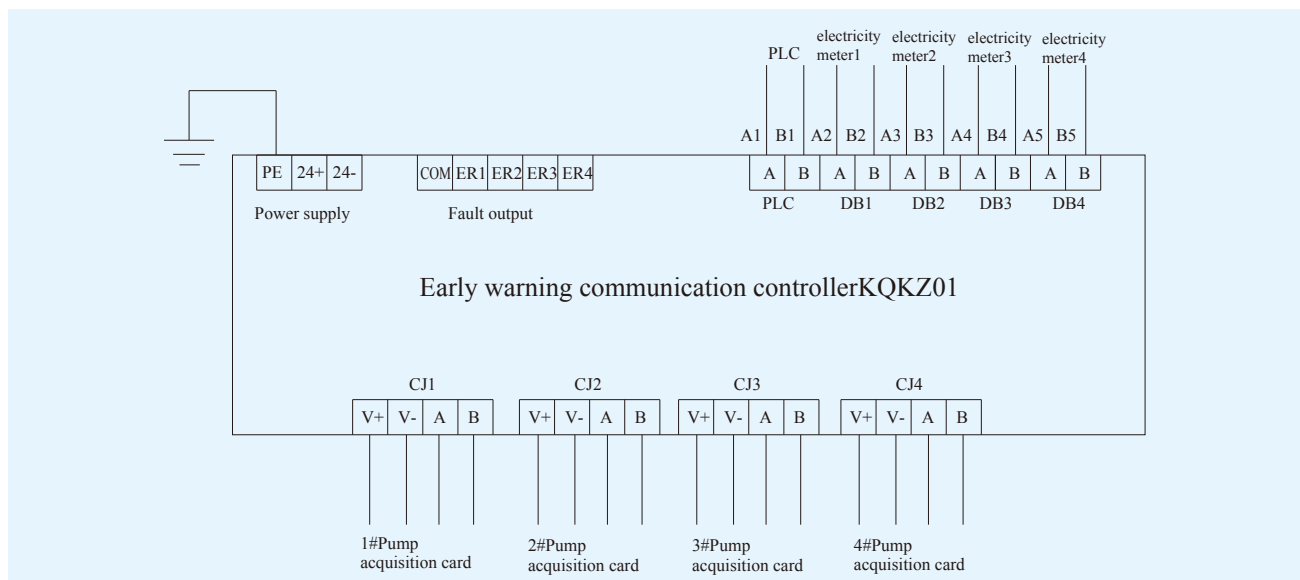 PLC
electricity
meter1
electricity
meter2
electricity
meter3
electricity
meter4
A1 B1 A2 B2 A3 B3 A4 B4 A5 B5
PE 24+ 24-
COM ER1 ER2 ER3 ER4
A B A B A B A B A B
Power supply
Fault output
PLC DB1 DB2 DB3 DB4
Early warning communication controllerKQKZ01
CJ1 CJ2 CJ3 CJ4
V+ V- A B V+ V- A B V+ V- A B V+ V- A B
1#Pump
acquisition card
2#Pump
acquisition card
3#Pump
acquisition card
4#Pump
acquisition card